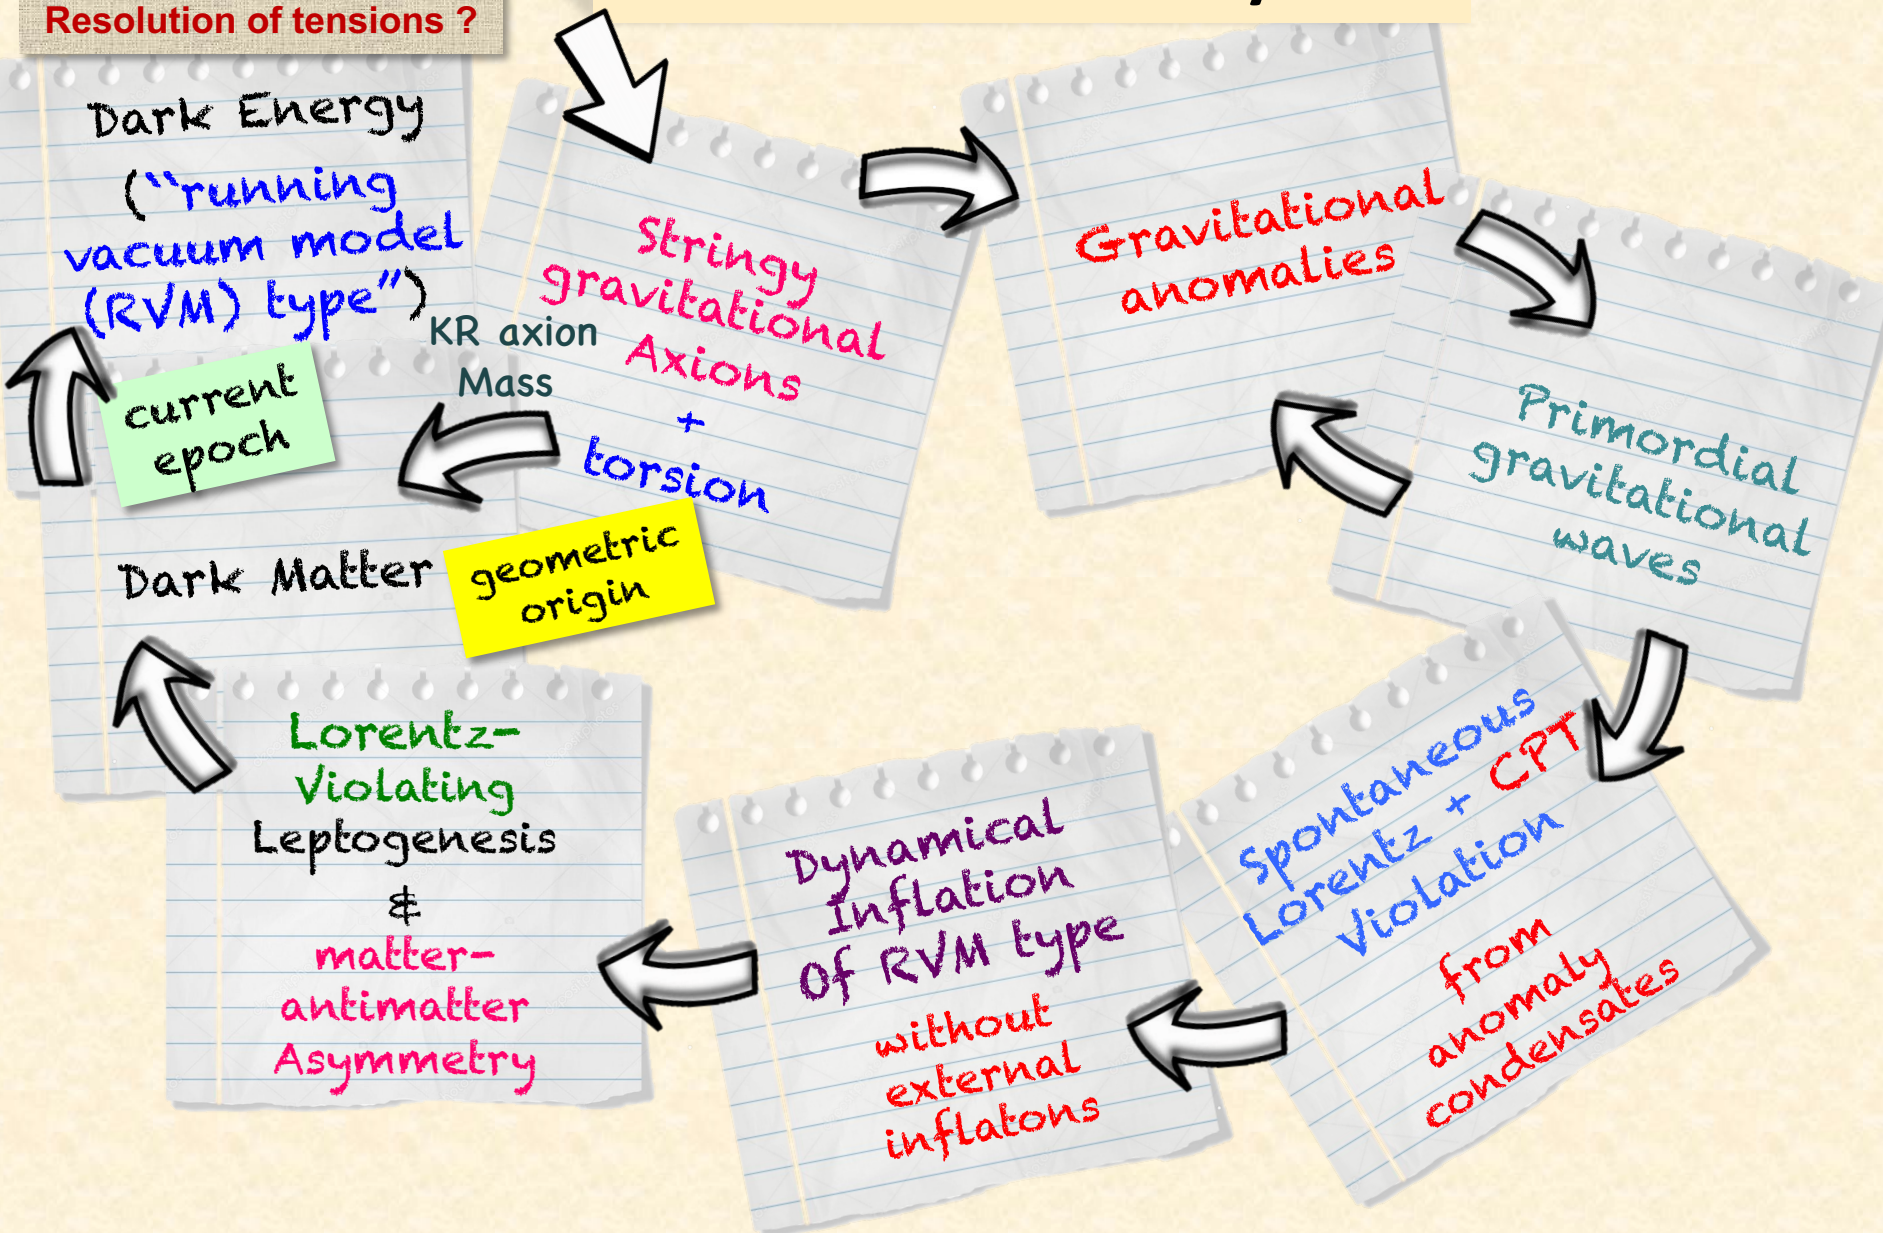 Resolution of tensions ?
Dark Energy
(``running
vacuum model
(RVM) type")
current
epoch
KR axion
Mass
Stringy
gravitational
Axions
+
torsion
geometric
origin
Gravitational
anomalies
Primordial
gravitational
waves
Spontaneous
Lorentz + CPT
Violation
from
anomaly
condensates
Dynamical
Inflation
Of RVM type
without
external
inflatons
Lorentz-
Violating
Leptogenesis
&
matter-
antimatter
Asymmetry
Dark Matter